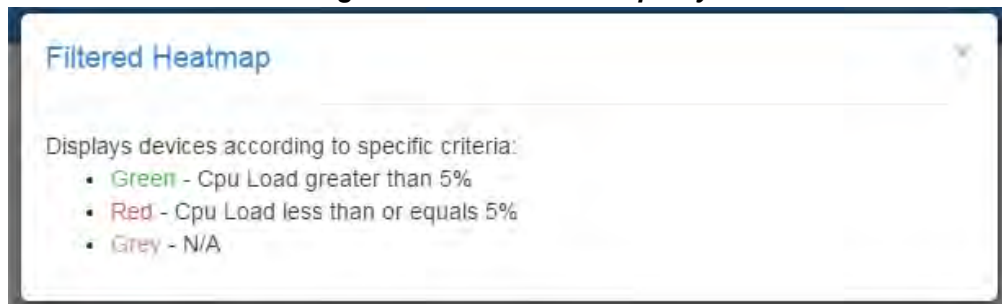 Filtered Heatmap
×
Displays devices according to specific criteria:
• Green - Cpu Load greater than 5%
• Red - Cpu Load less than or equals 5%
• Grey - N/A